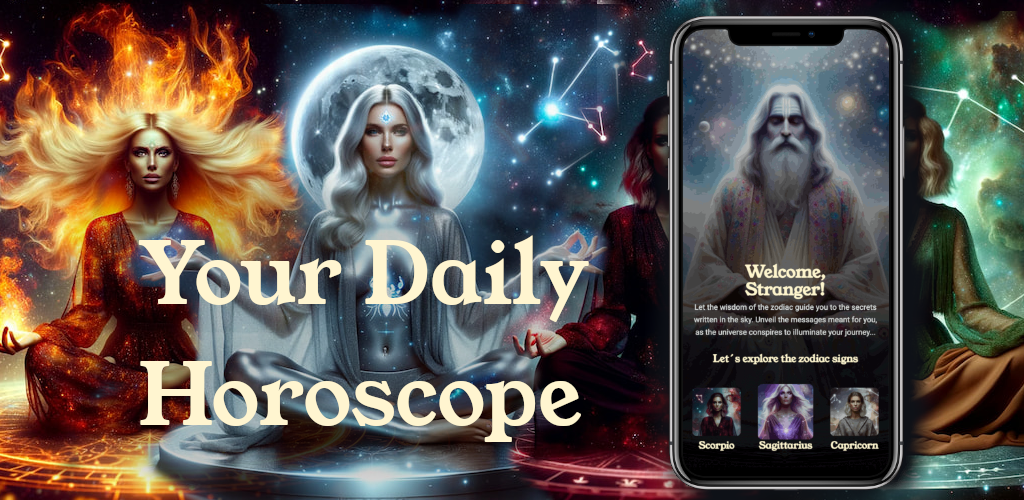 Your Daily
Horoscope
Welcome,
Stranger!
Let the wisdom of the zodiac guide you to the secrets
written in the sky. Unveil the messages meant for you,
as the universe conspires to illuminate your journey...
Let´s explore the zodiac signs
Scorpio
Sagittarius
Capricorn